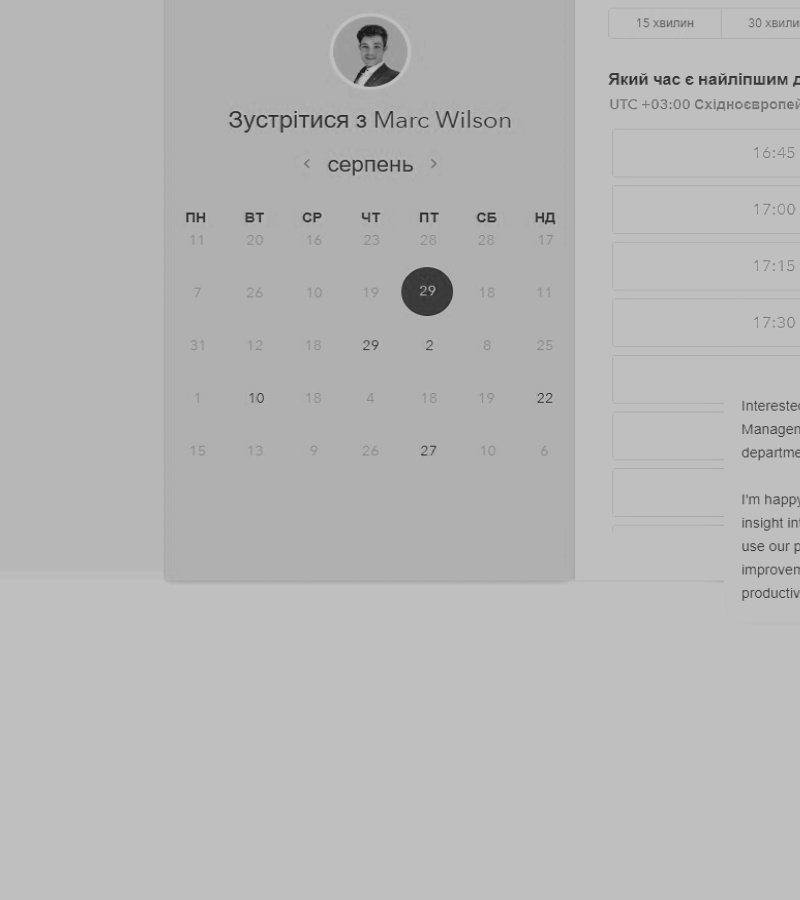 Зустрітися з Marc Wilson
серпень
ПН ВТ СР ЧТ ПТ СБ НД
11 20 16 23 28 28 17
7 26 10 19 29 18 11
31 12 18 29 2 8 25
1 10 18 4 18 19 22
15 13 9 26 27 10 6
15 хвилин 30 хвили
Який час є найліпшим д
UTC +03:00 Східноєвропей
16:45
17:00
17:15
17:30
Interested
Managem
departme
I'm happy
insight int
use our p
improvem
productiv